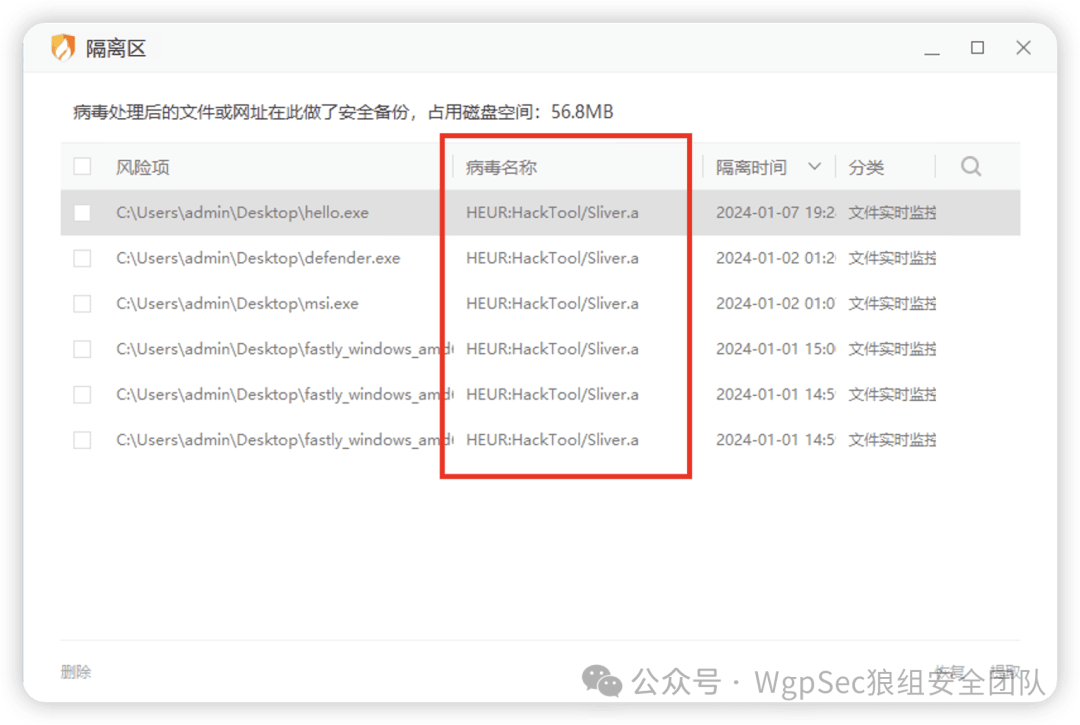 隔离区
病毒处理后的文件或网址在此做了安全备份，占用磁盘空间：56.8MB
风险项 病毒名称 隔离时间 分类
C:\Users\admin\Desktop\hello.exe HEUR:HackTool/Sliver.a 2024-01-07 19:2 文件实时监控
C:\Users\admin\Desktop\defender.exe HEUR:HackTool/Sliver.a 2024-01-02 01:2 文件实时监控
C:\Users\admin\Desktop\msi.exe HEUR:HackTool/Sliver.a 2024-01-02 01:0 文件实时监控
C:\Users\admin\Desktop\fastly_windows_amd HEUR:HackTool/Sliver.a 2024-01-01 15:0 文件实时监控
C:\Users\admin\Desktop\fastly_windows_amd HEUR:HackTool/Sliver.a 2024-01-01 14:5 文件实时监控
C:\Users\admin\Desktop\fastly_windows_amd HEUR:HackTool/Sliver.a 2024-01-01 14:5 文件实时监控
删除 恢复 提取
公众号 · WgpSec狼组安全团队